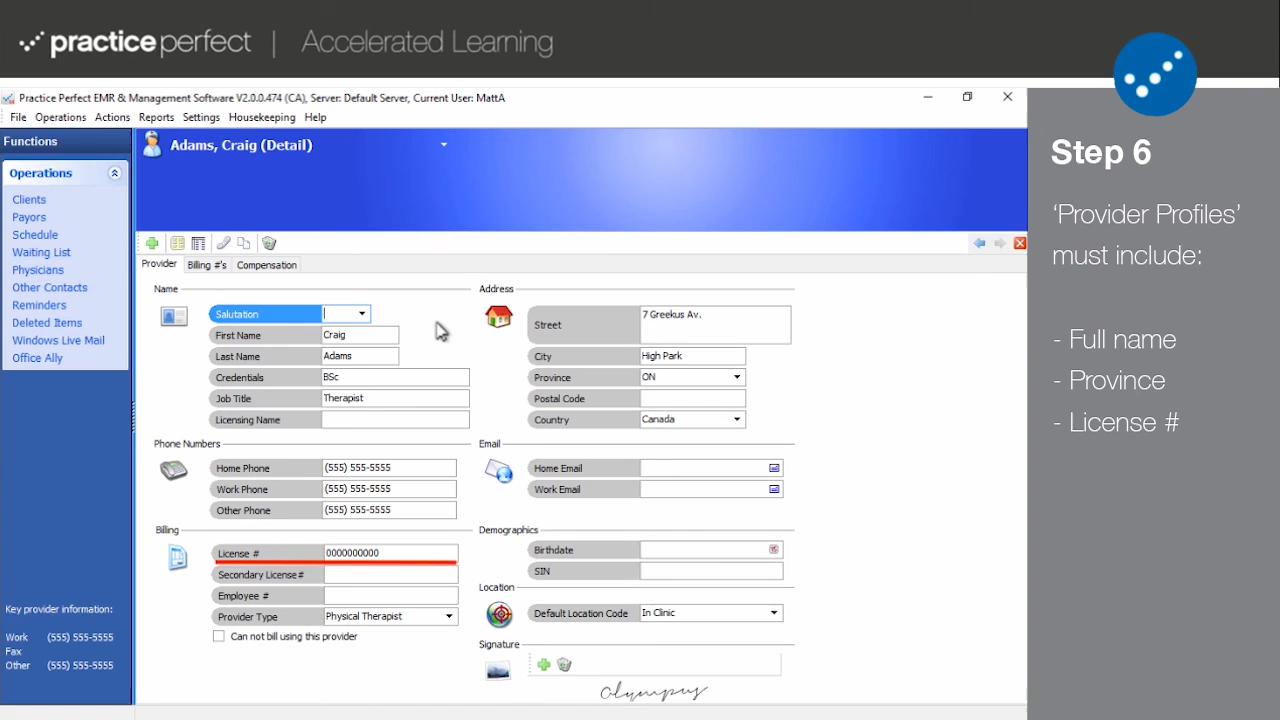 practiceperfect | Accelerated Learning
Practice Perfect EMR & Management Software V2.0.0.474 (CA), Server: Default Server, Current User: MattA
File Operations Actions Reports Settings Housekeeping Help
Functions
Operations
Clients
Payors
Schedule
Waiting List
Physicians
Other Contacts
Reminders
Deleted Items
Windows Live Mail
Office Ally
Key provider information:
Work (555) 555-5555
Fax
Other (555) 555-5555
Adams, Craig (Detail)
Provider Billing #'s Compensation
Name
Salutation
First Name Craig
Last Name Adams
Credentials BSc
Job Title Therapist
Licensing Name
Phone Numbers
Home Phone (555) 555-5555
Work Phone (555) 555-5555
Other Phone (555) 555-5555
Billing
License # 0000000000
Secondary License #
Employee #
Provider Type Physical Therapist
Can not bill using this provider
Address
Street 7 Greekus Av.
City High Park
Province ON
Postal Code
Country Canada
Email
Home Email
Work Email
Demographics
Birthdate
SIN
Location
Default Location Code In Clinic
Signature
Olympus
Step 6
‘Provider Profiles’
must include:
- Full name
- Province
- License #